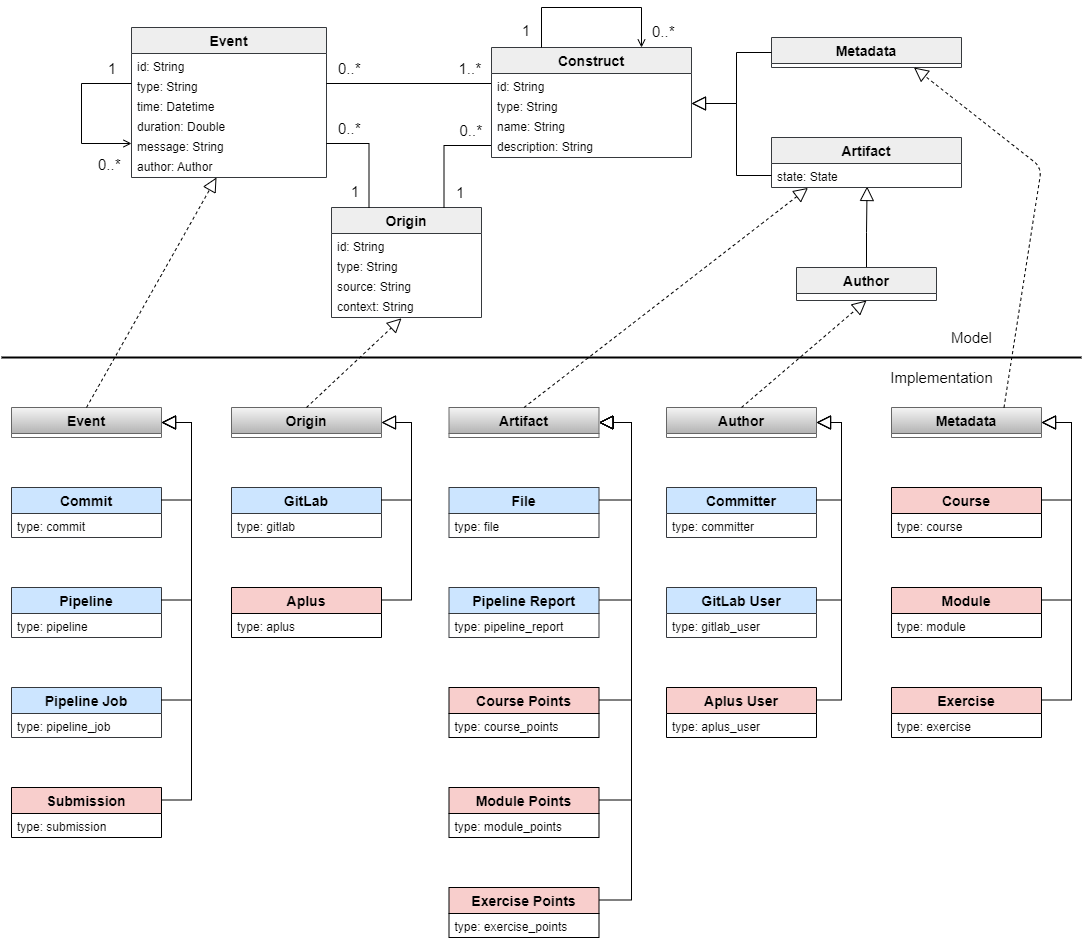 Event
id: String
type: String
time: Datetime
duration: Double
message: String
author: Author
1
0..*
0..*
1..*
0..*
0..*
1
1
1
0..*
Construct
id: String
type: String
name: String
description: String
Metadata
Artifact
state: State
Origin
id: String
type: String
source: String
context: String
Author
Model
Implementation
Event
Commit
type: commit
Pipeline
type: pipeline
Pipeline Job
type: pipeline_job
Submission
type: submission
Origin
GitLab
type: gitlab
Aplus
type: aplus
Artifact
File
type: file
Pipeline Report
type: pipeline_report
Course Points
type: course_points
Module Points
type: module_points
Exercise Points
type: exercise_points
Author
Committer
type: committer
GitLab User
type: gitlab_user
Aplus User
type: aplus_user
Metadata
Course
type: course
Module
type: module
Exercise
type: exercise